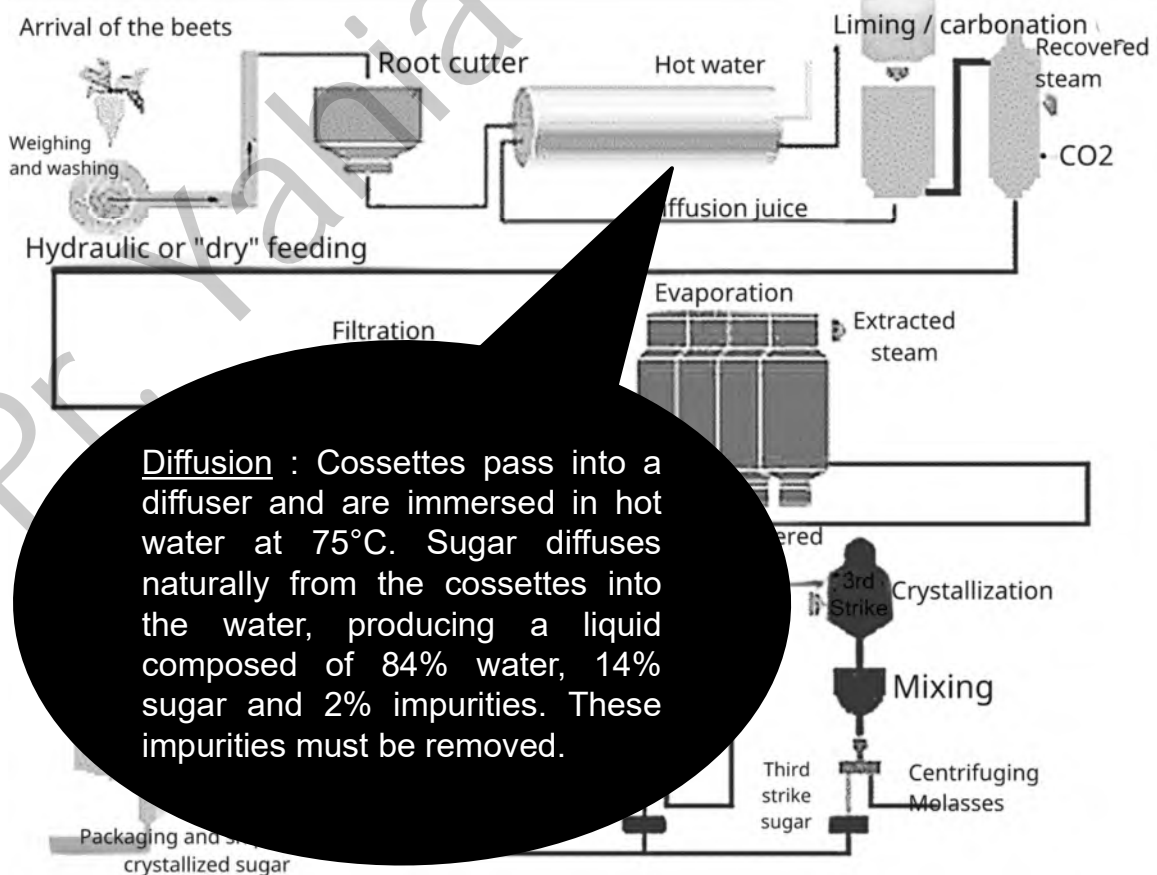 Arrival of the beets
Liming / carbonation
Root cutter
Hot water
Recovered
steam
Weighing
and washing
CO2
iffusion juice
Hydraulic or "dry" feeding
Evaporation
Filtration
Extracted
steam
Diffusion : Cossettes pass into a
diffuser and are immersed in hot
water at 75°C. Sugar diffuses
naturally from the cossettes into
the water, producing a liquid
composed of 84% water, 14%
sugar and 2% impurities. These
impurities must be removed.
ered
3rd
Strike
Crystallization
Mixing
Third
strike
sugar
Centrifuging
Molasses
Packaging and
crystallized sugar
Pr. Yahia